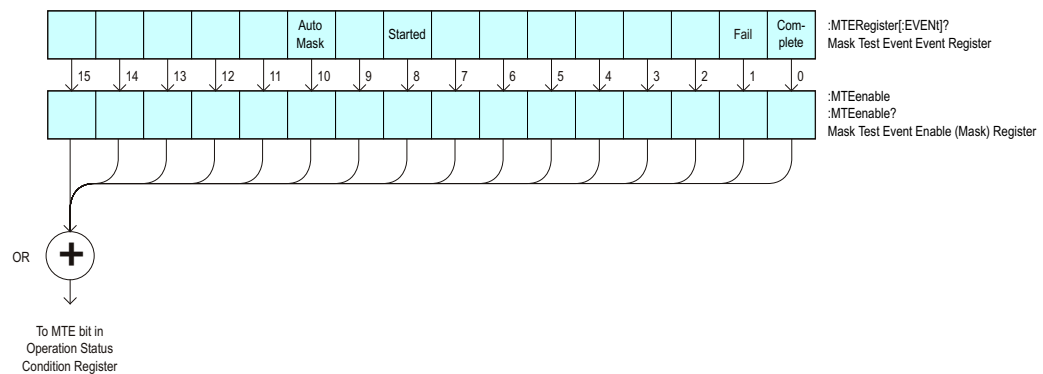 Auto
Mask
Started
Fail
Com-
plete
:MTERegister[:EVENt]?
Mask Test Event Event Register
15 14 13 12 11 10 9 8 7 6 5 4 3 2 1 0
:MTEenable
:MTEenable?
Mask Test Event Enable (Mask) Register
OR
+
To MTE bit in
Operation Status
Condition Register